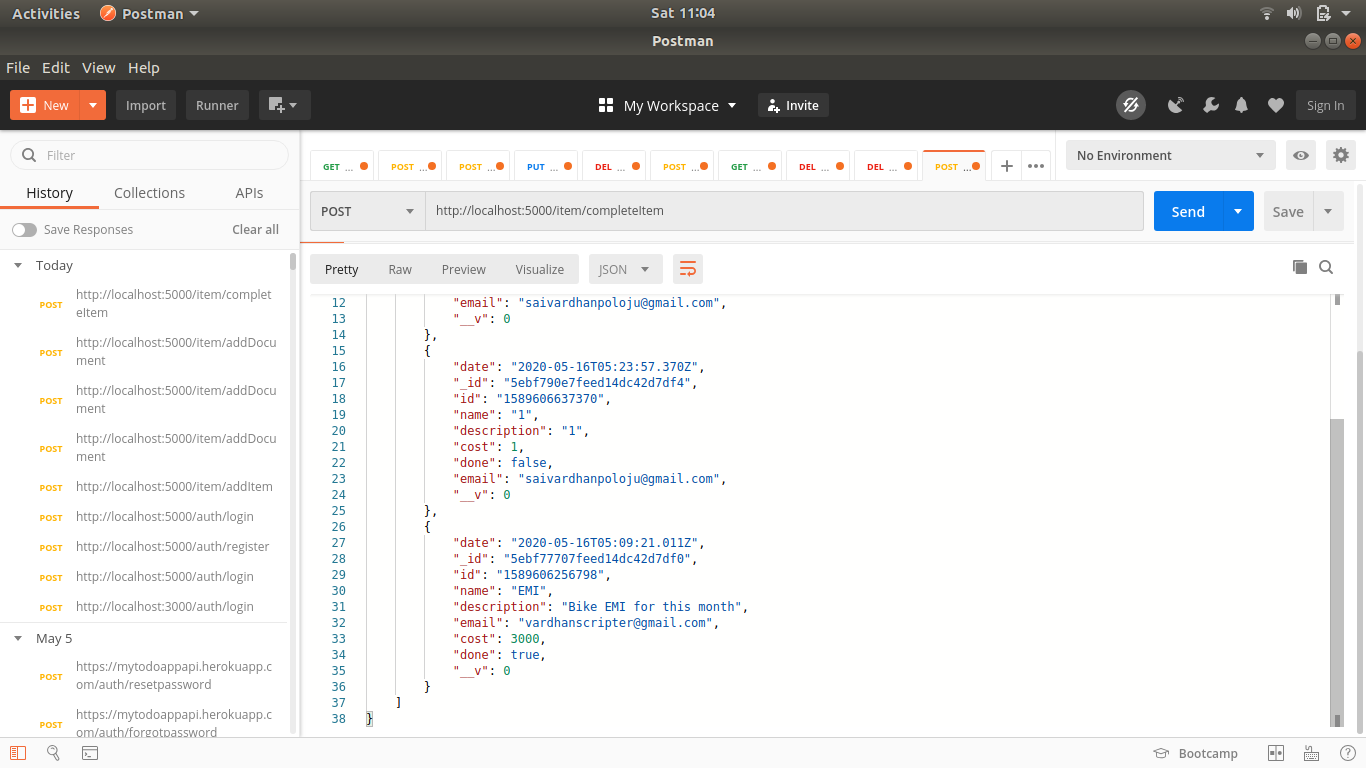 Activities Postman Sat 11:04
Postman
File Edit View Help
New Import Runner My Workspace Invite Sign In
Filter
History Collections APIs
Save Responses Clear all
Today
POST http://localhost:5000/item/complet
eItem
POST http://localhost:5000/item/addDocu
ment
POST http://localhost:5000/item/addDocu
ment
POST http://localhost:5000/item/addDocu
ment
POST http://localhost:5000/item/addItem
POST http://localhost:5000/auth/login
POST http://localhost:5000/auth/register
POST http://localhost:5000/auth/login
POST http://localhost:3000/auth/login
May 5
POST https://mytodoappapi.herokuapp.c
om/auth/resetpassword
POST https://mytodoappapi.herokuapp.c
om/auth/forgotpassword
GET ... POST ... POST ... PUT ... DEL ... POST ... GET ... DEL ... DEL ... POST ... No Environment
POST http://localhost:5000/item/completeItem Send Save
Pretty Raw Preview Visualize JSON
12 "email": "saivardhanpoloju@gmail.com",
13 "__v": 0
14 },
15 {
16 "date": "2020-05-16T05:23:57.370Z",
17 "_id": "5ebf790e7feed14dc42d7df4",
18 "id": "1589606637370",
19 "name": "1",
20 "description": "1",
21 "cost": 1,
22 "done": false,
23 "email": "saivardhanpoloju@gmail.com",
24 "__v": 0
25 },
26 {
27 "date": "2020-05-16T05:09:21.011Z",
28 "_id": "5ebf77707feed14dc42d7df0",
29 "id": "1589606256798",
30 "name": "EMI",
31 "description": "Bike EMI for this month",
32 "email": "vardhanscripter@gmail.com",
33 "cost": 3000,
34 "done": true,
35 "__v": 0
36 }
37 ]
38 }
Bootcamp